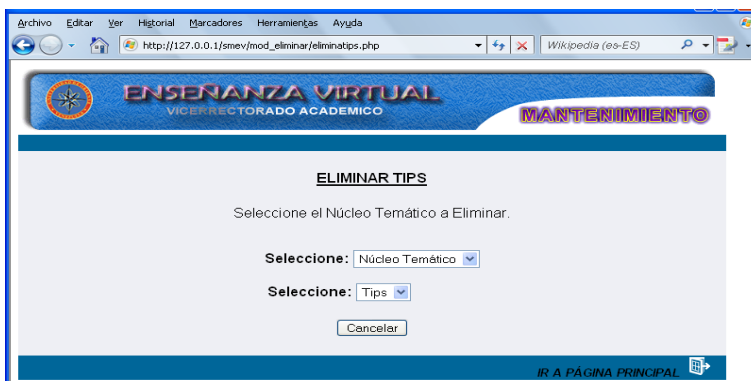 Archivo Editar Ver Historial Marcadores Herramientas Ayuda
http://127.0.0.1/smev/mod_eliminar/eliminatips.php Wikipedia (es-ES)
ENSEÑANZA VIRTUAL
VICERRECTORADO ACADEMICO
MANTENIMIENTO
ELIMINAR TIPS
Seleccione el Núcleo Temático a Eliminar.
Seleccione: Núcleo Temático
Seleccione: Tips
Cancelar
IR A PÁGINA PRINCIPAL